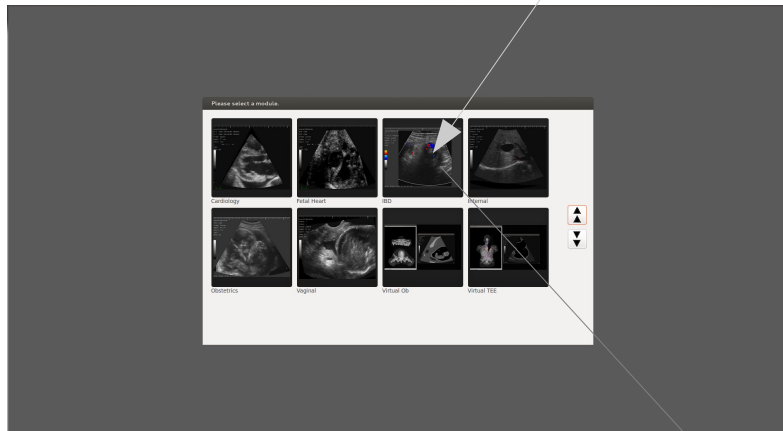 Please select a module.
Cardiology
Fetal Heart
IBD
Internal
Obstetrics
Vaginal
Virtual Ob
Virtual TEE